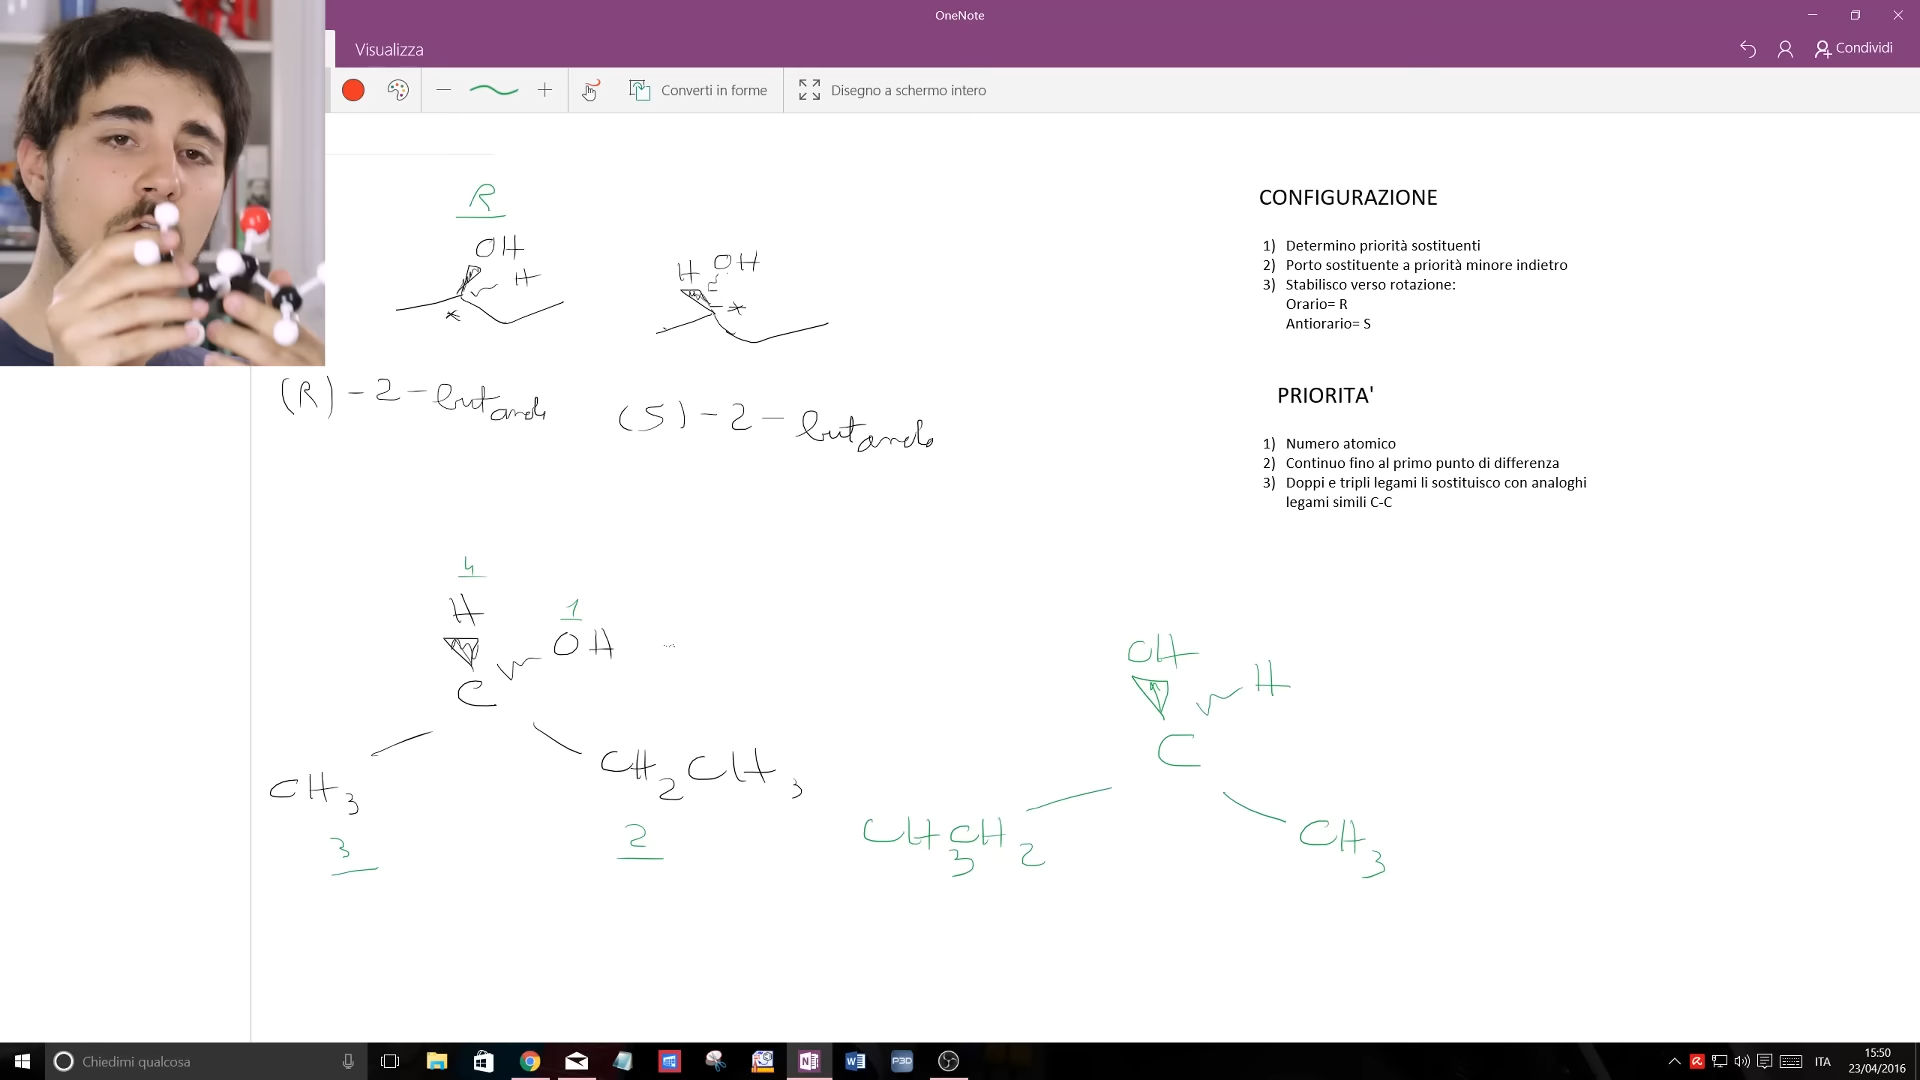 OneNote
Visualizza
Condividi
Converti in forme
Disegno a schermo intero
R
OH
H
*
H OH
*
(R)-2-butanolo
(S)-2-butanolo
CONFIGURAZIONE
1) Determino priorità sostituenti
2) Porto sostituente a priorità minore indietro
3) Stabilisco verso rotazione:
Orario= R
Antiorario= S
PRIORITA'
1) Numero atomico
2) Continuo fino al primo punto di differenza
3) Doppi e tripli legami li sostituisco con analoghi
legami simili C-C
4
H
1
OH
C
CH3
CH2CH3
3
2
OH
H
C
CH3CH2
CH3
Chiedimi qualcosa
P3D
ITA
15:50
23/04/2016